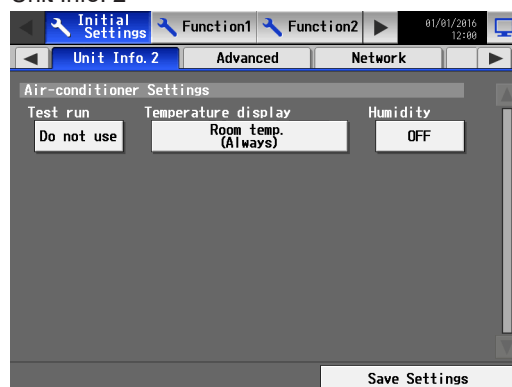 Unit Info. 2
Initial
Settings
Function1
Function2
01/01/2016
12:00
Unit Info. 2
Advanced
Network
Air-conditioner Settings
Test run
Temperature display
Humidity
Do not use
Room temp.
(Always)
OFF
Save Settings